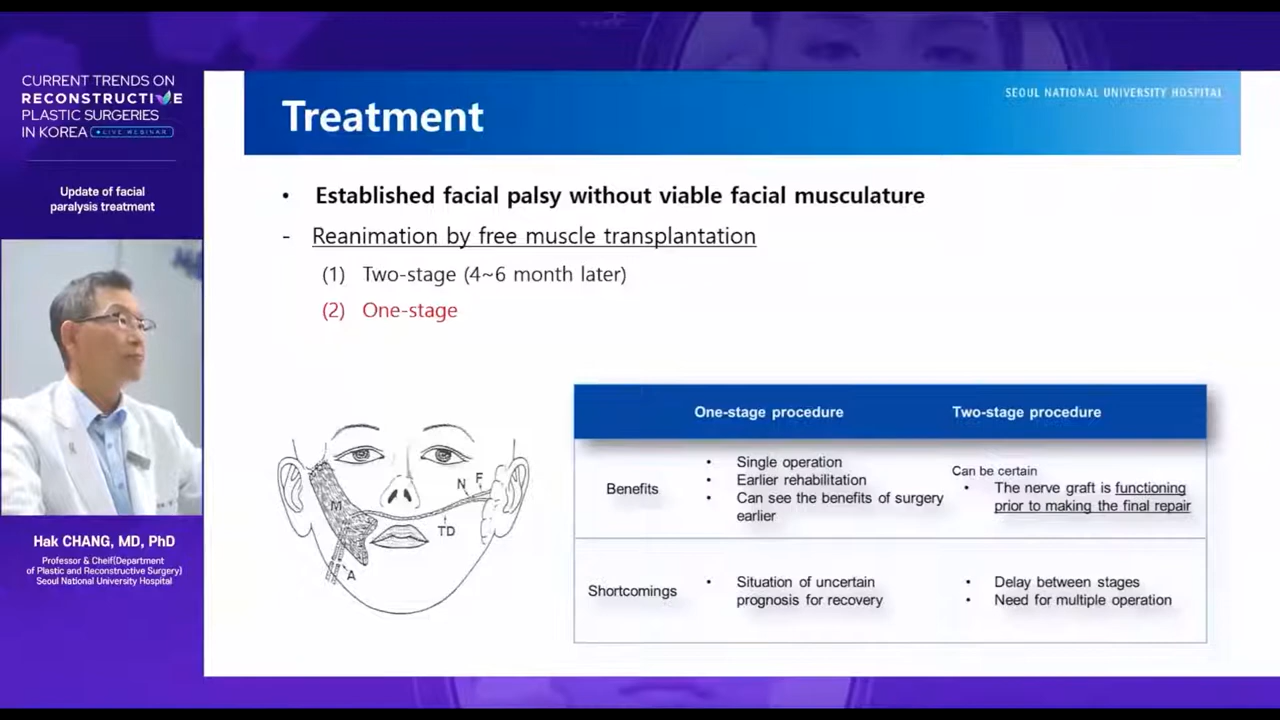 CURRENT TRENDS ON
RECONSTRUCTIVE
PLASTIC SURGERIES
IN KOREA • LIVE WEBINAR
Update of facial
paralysis treatment
Hak CHANG, MD, PhD
Professor & Cheif(Department
of Plastic and Reconstructive Surgery)
Seoul National University Hospital
SEOUL NATIONAL UNIVERSITY HOSPITAL
Treatment
• Established facial palsy without viable facial musculature
- Reanimation by free muscle transplantation
(1) Two-stage (4~6 month later)
(2) One-stage
M
N F
TD
A
One-stage procedure Two-stage procedure
Benefits
• Single operation
• Earlier rehabilitation
• Can see the benefits of surgery
earlier
Can be certain
• The nerve graft is functioning
prior to making the final repair
Shortcomings
• Situation of uncertain
prognosis for recovery
• Delay between stages
• Need for multiple operation